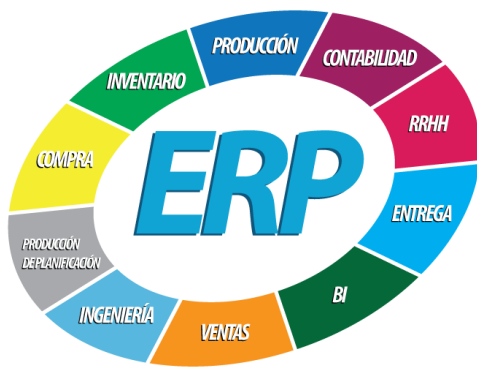 PRODUCCIÓN
CONTABILIDAD
RRHH
ENTREGA
BI
VENTAS
INGENIERÍA
PRODUCCIÓN
DE PLANIFICACIÓN
COMPRA
INVENTARIO
ERP